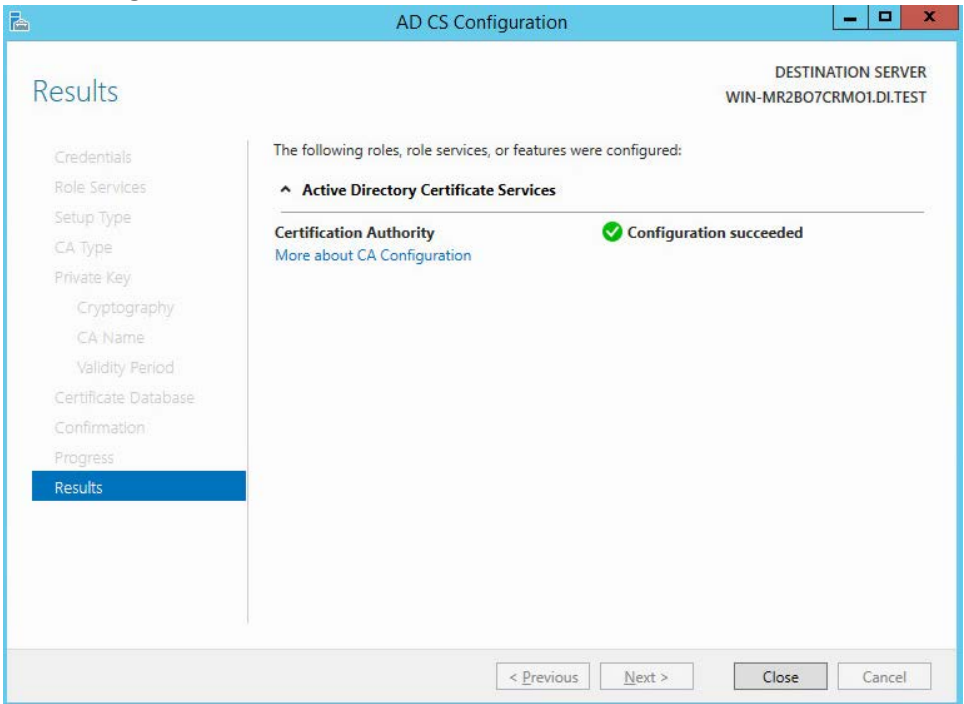 AD CS Configuration
Results
DESTINATION SERVER
WIN-MR2BO7CRMO1.DI.TEST
Credentials
Role Services
Setup Type
CA Type
Private Key
Cryptography
CA Name
Validity Period
Certificate Database
Confirmation
Progress
Results
The following roles, role services, or features were configured:
Active Directory Certificate Services
Certification Authority
Configuration succeeded
More about CA Configuration
< Previous
Next >
Close
Cancel